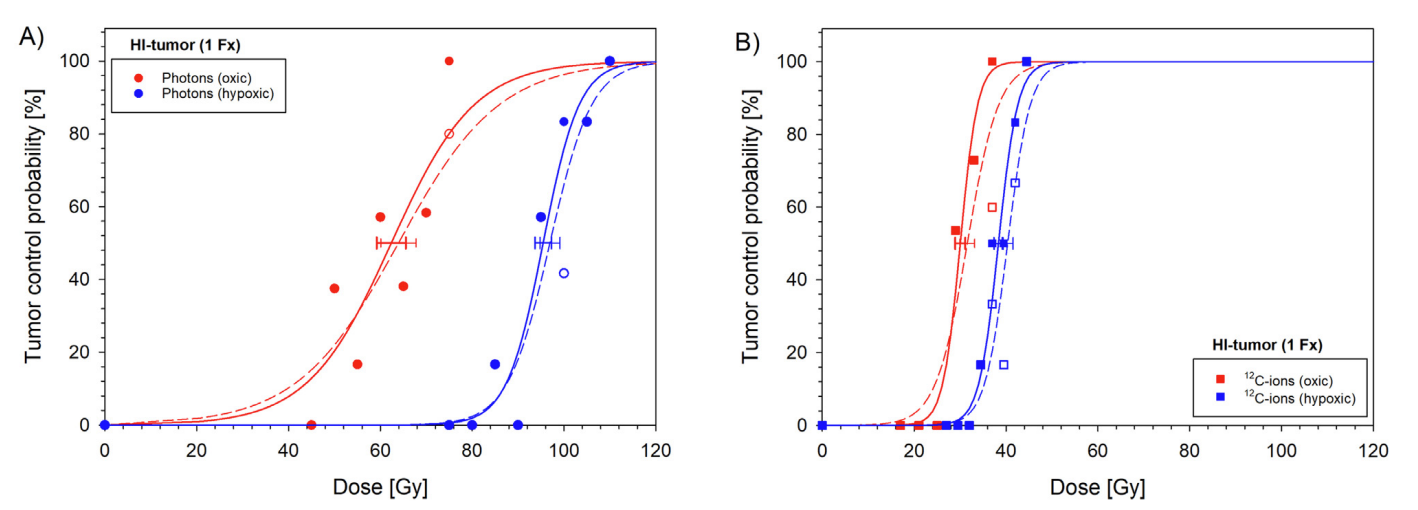 A)
HI-tumor (1 Fx)
Photons (oxic)
Photons (hypoxic)
Tumor control probability [%]
100
80
60
40
20
0
0 20 40 60 80 100 120
Dose [Gy]
B)
Tumor control probability [%]
100
80
60
40
20
0
HI-tumor (1 Fx)
¹²C-ions (oxic)
¹²C-ions (hypoxic)
0 20 40 60 80 100 120
Dose [Gy]